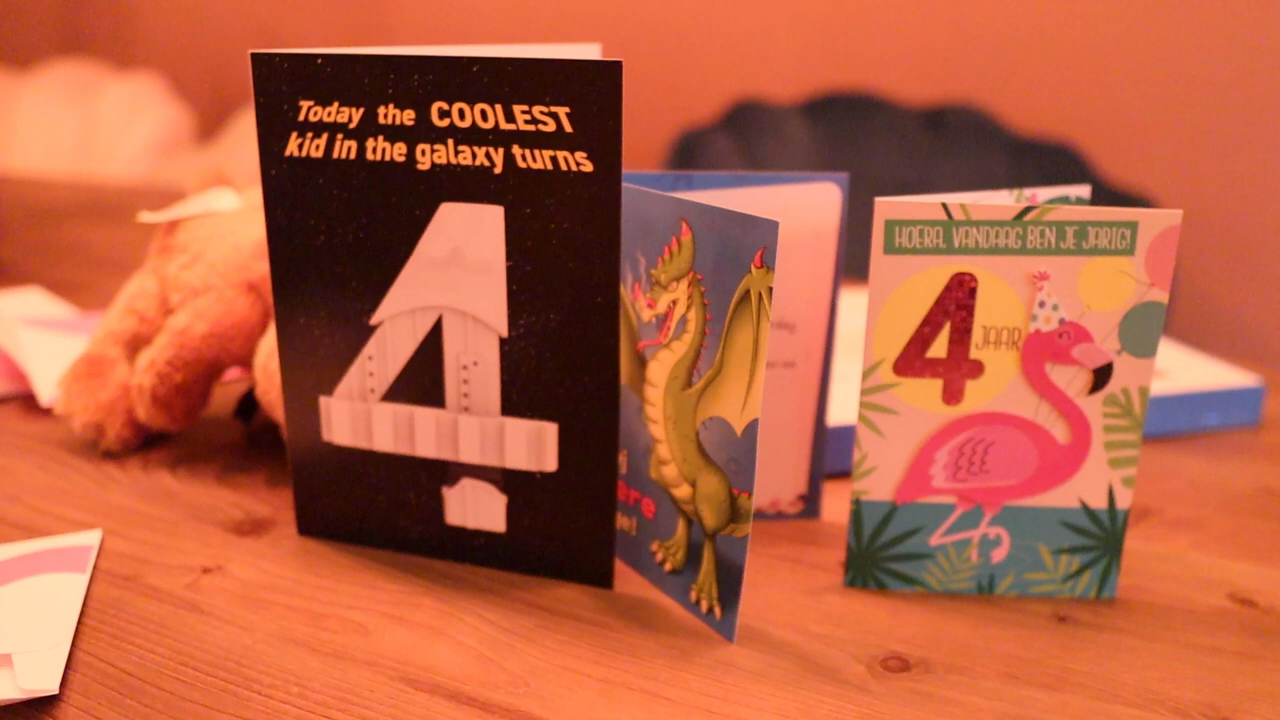 Today the COOLEST
kid in the galaxy turns
4
HOERA, VANDAAG BEN JE JARIG!
4 JAAR